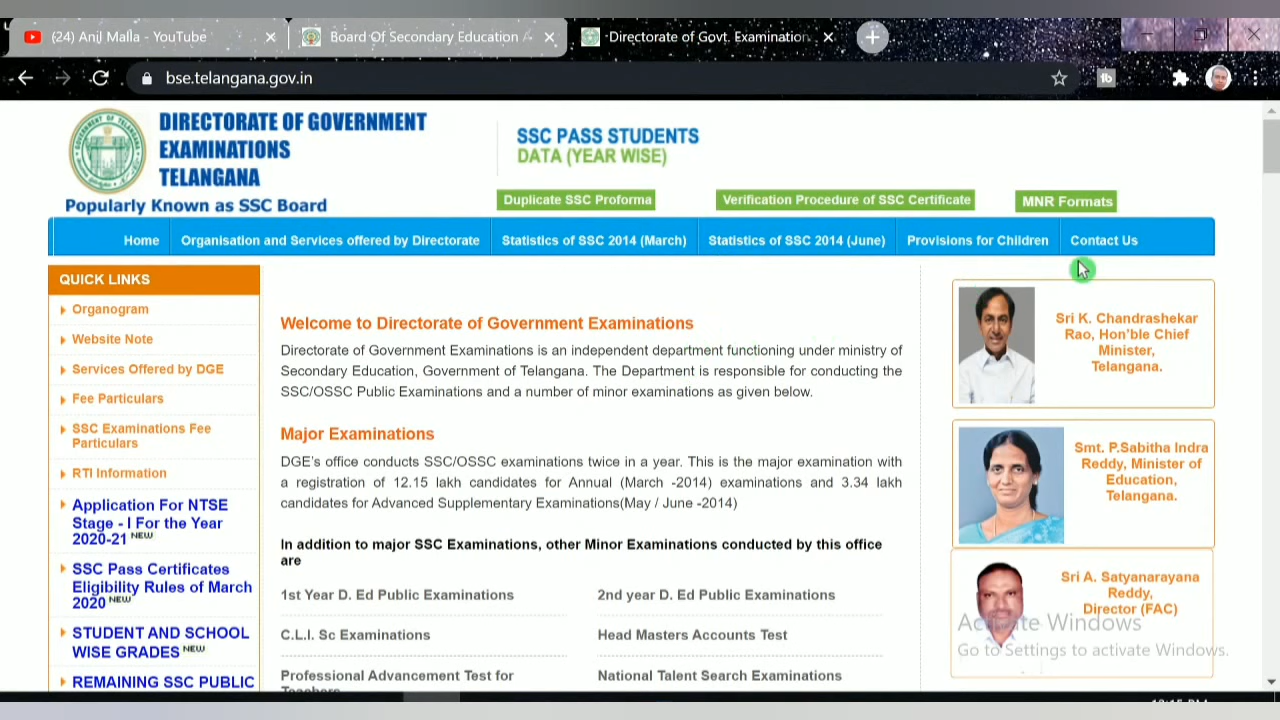 (24) Anil Malla - YouTube
Board Of Secondary Education A
Directorate of Govt. Examination
bse.telangana.gov.in
tb
DIRECTORATE OF GOVERNMENT
EXAMINATIONS
TELANGANA
Popularly Known as SSC Board
SSC PASS STUDENTS
DATA (YEAR WISE)
Duplicate SSC Proforma
Verification Procedure of SSC Certificate
MNR Formats
Home
Organisation and Services offered by Directorate
Statistics of SSC 2014 (March)
Statistics of SSC 2014 (June)
Provisions for Children
Contact Us
QUICK LINKS
Organogram
Website Note
Services Offered by DGE
Fee Particulars
SSC Examinations Fee
Particulars
RTI Information
Application For NTSE
Stage - I For the Year
2020-21 NEW
SSC Pass Certificates
Eligibility Rules of March
2020 NEW
STUDENT AND SCHOOL
WISE GRADES NEW
REMAINING SSC PUBLIC
Welcome to Directorate of Government Examinations
Directorate of Government Examinations is an independent department functioning under ministry of
Secondary Education, Government of Telangana. The Department is responsible for conducting the
SSC/OSSC Public Examinations and a number of minor examinations as given below.
Major Examinations
DGE's office conducts SSC/OSSC examinations twice in a year. This is the major examination with
a registration of 12.15 lakh candidates for Annual (March -2014) examinations and 3.34 lakh
candidates for Advanced Supplementary Examinations(May / June -2014)
In addition to major SSC Examinations, other Minor Examinations conducted by this office
are
1st Year D. Ed Public Examinations
2nd year D. Ed Public Examinations
C.L.I. Sc Examinations
Head Masters Accounts Test
Professional Advancement Test for
Teachers
National Talent Search Examinations
Sri K. Chandrashekar
Rao, Hon'ble Chief
Minister,
Telangana.
Smt. P.Sabitha Indra
Reddy, Minister of
Education,
Telangana.
Sri A. Satyanarayana
Reddy,
Director (FAC)
Activate Windows
Go to Settings to activate Windows.